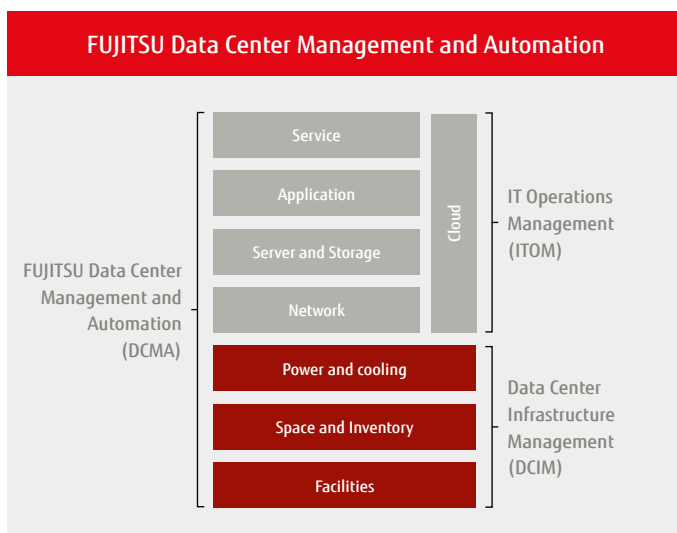 FUJITSU Data Center Management and Automation
FUJITSU Data Center
Management and
Automation
(DCMA)
Service
Application
Server and Storage
Network
Cloud
Power and cooling
Space and Inventory
Facilities
IT Operations
Management
(ITOM)
Data Center
Infrastructure
Management
(DCIM)